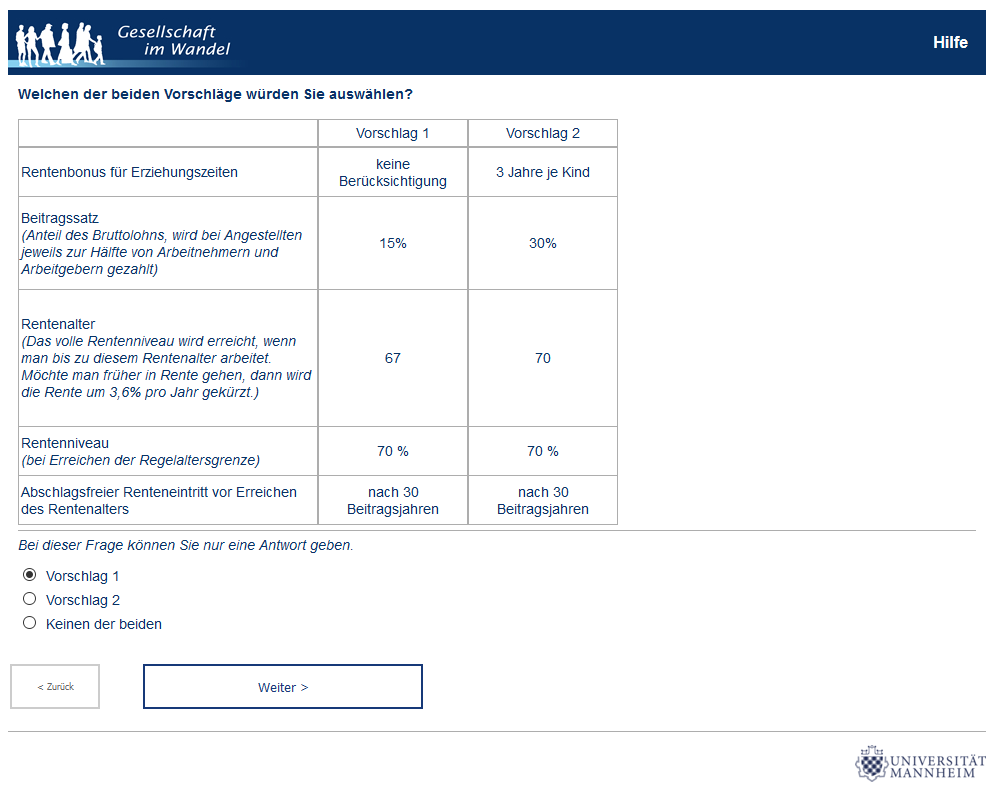 Gesellschaft
im Wandel
Hilfe
Welchen der beiden Vorschläge würden Sie auswählen?
Vorschlag 1
Vorschlag 2
Rentenbonus für Erziehungszeiten
keine
Berücksichtigung
3 Jahre je Kind
Beitragssatz
(Anteil des Bruttolohns, wird bei Angestellten
jeweils zur Hälfte von Arbeitnehmern und
Arbeitgebern gezahlt)
15%
30%
Rentenalter
(Das volle Rentenniveau wird erreicht, wenn
man bis zu diesem Rentenalter arbeitet.
Möchte man früher in Rente gehen, dann wird
die Rente um 3,6% pro Jahr gekürzt.)
67
70
Rentenniveau
(bei Erreichen der Regelaltersgrenze)
70 %
70 %
Abschlagsfreier Renteneintritt vor Erreichen
des Rentenalters
nach 30
Beitragsjahren
nach 30
Beitragsjahren
Bei dieser Frage können Sie nur eine Antwort geben.
Vorschlag 1
Vorschlag 2
Keinen der beiden
< Zurück
Weiter >
UNIVERSITÄT
MANNHEIM